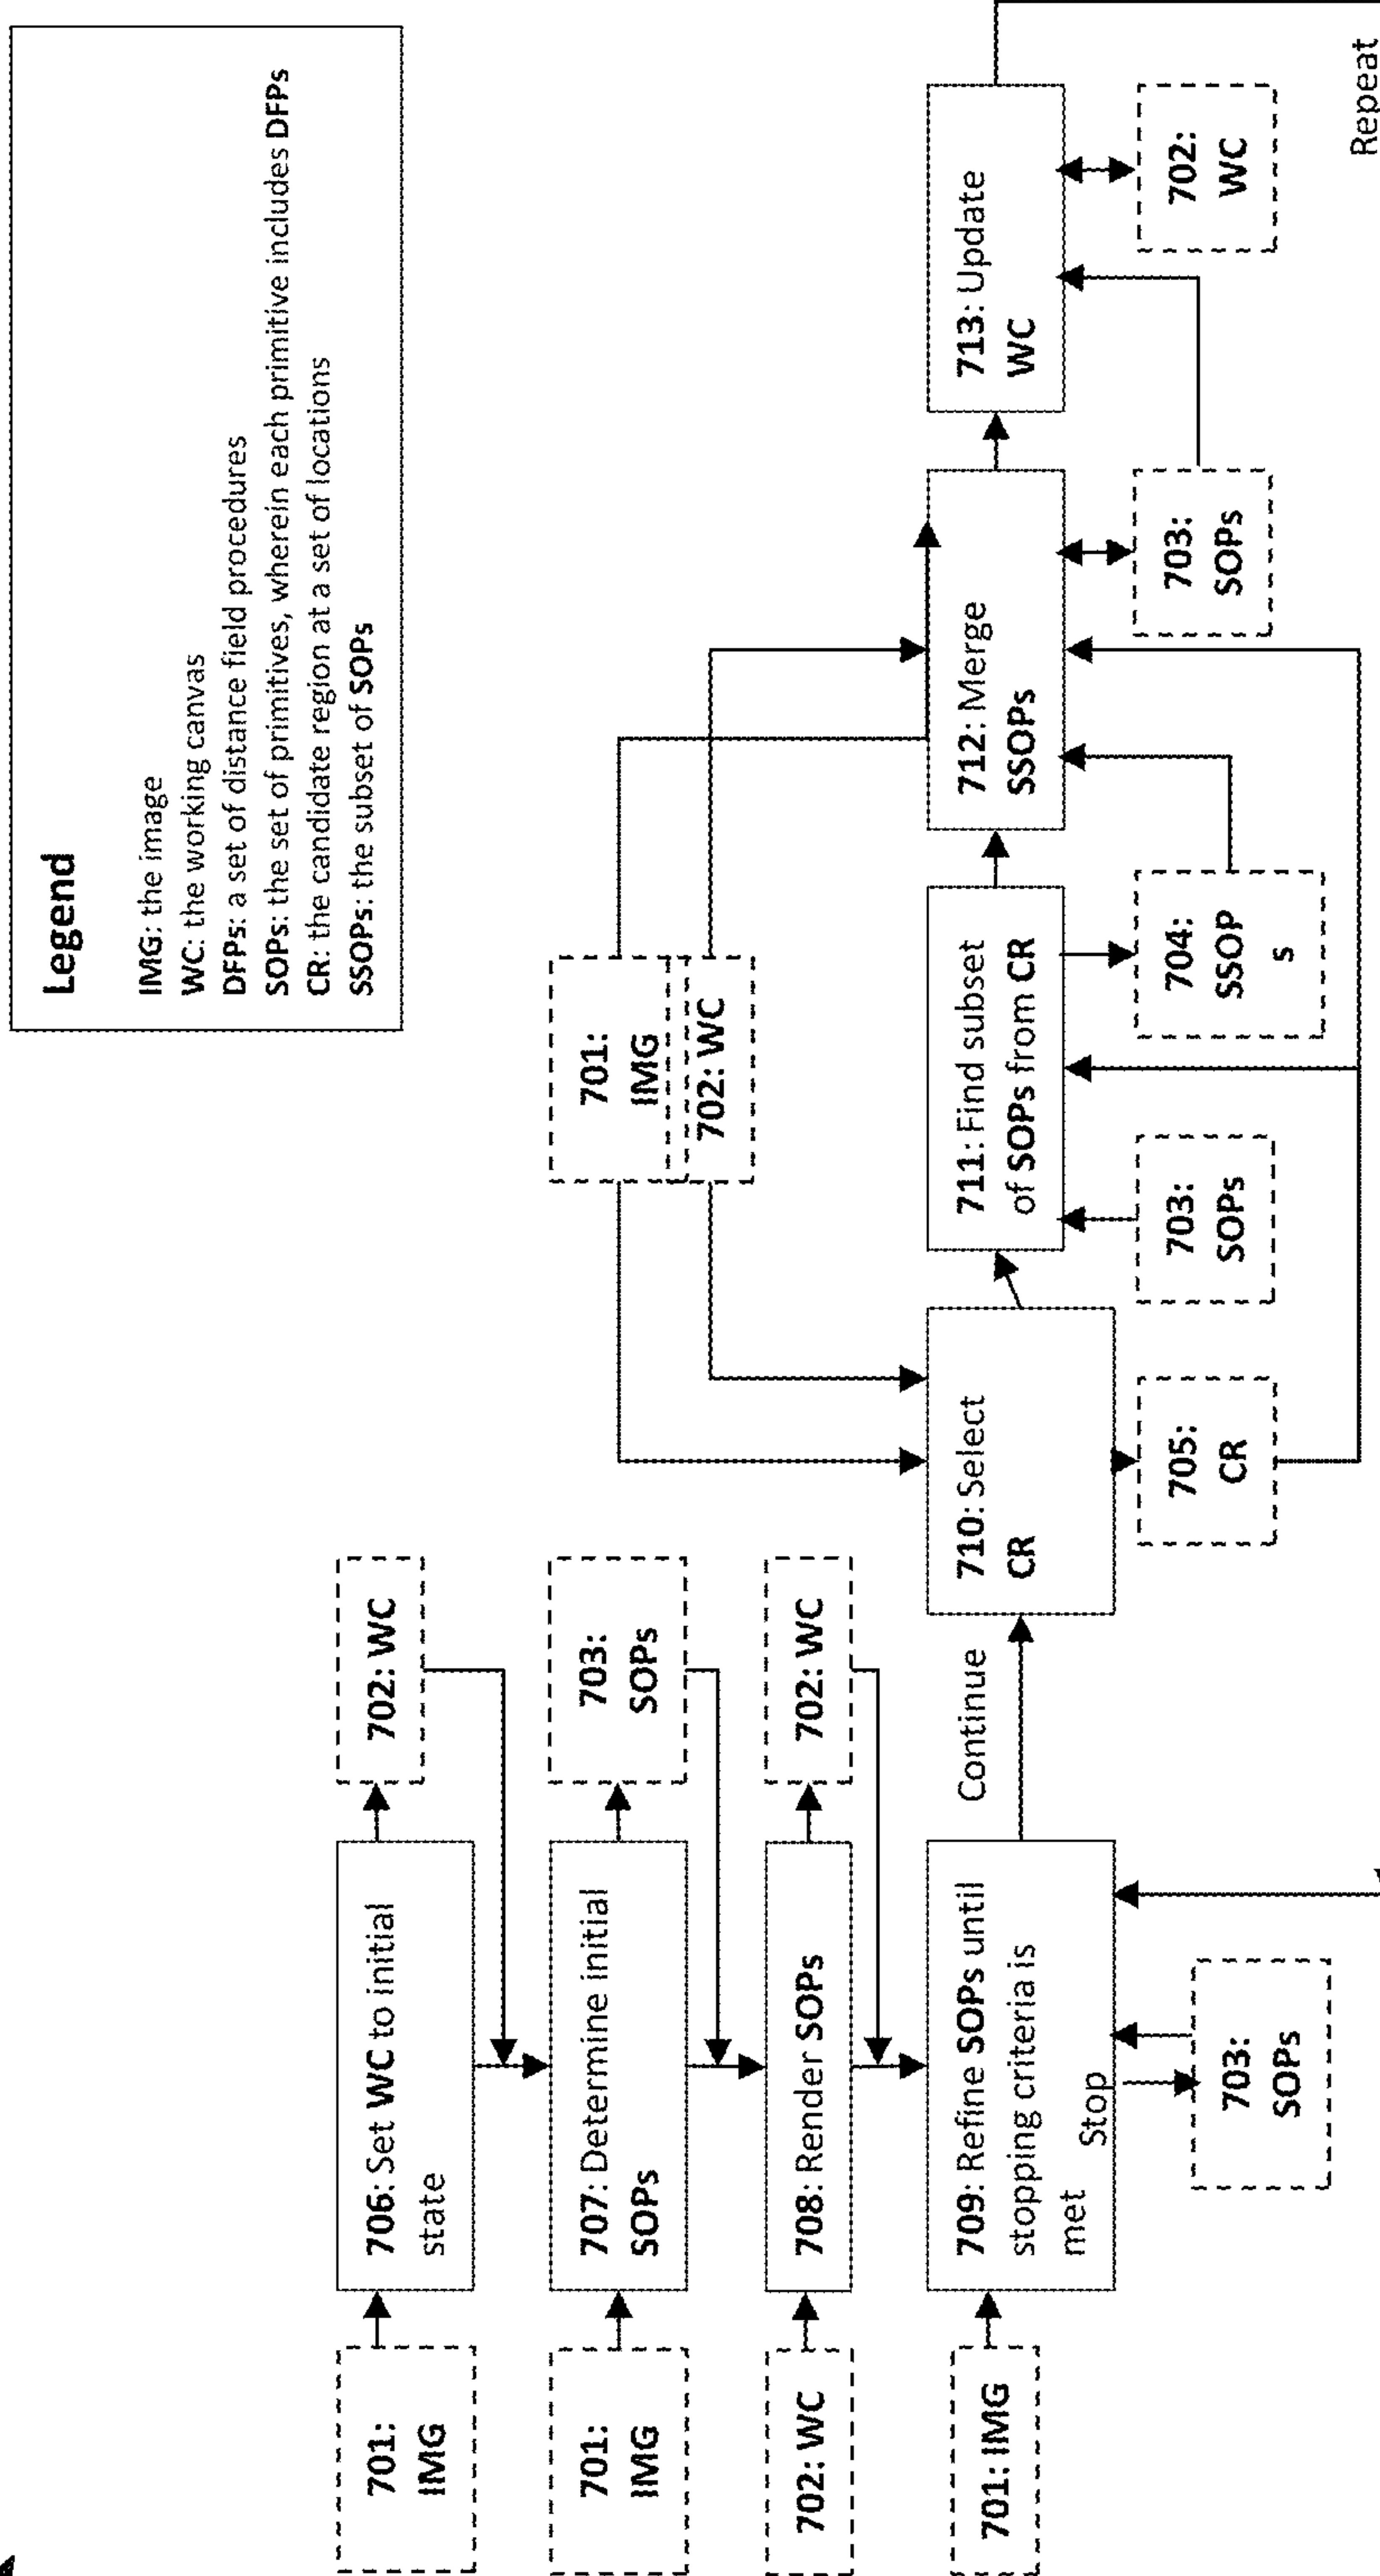 Legend
IMG: the image
WC: the working canvas
DFPs: a set of distance field procedures
SOPs: the set of primitives, wherein each primitive includes DFPs
CR: the candidate region at a set of locations
SSOPs: the subset of SOPs
701:
IMG
706: Set WC to initial
state
702: WC
701:
IMG
707: Determine initial
SOPs
703:
SOPs
702: WC
708: Render SOPs
702: WC
701: IMG
709: Refine SOPs until
stopping criteria is
met
Stop
703:
SOPs
Continue
701:
IMG
702: WC
710: Select
CR
705:
CR
711: Find subset
of SOPs from CR
703:
SOPs
704:
SSOP
s
712: Merge
SSOPs
703:
SOPs
713: Update
WC
702:
WC
Repeat